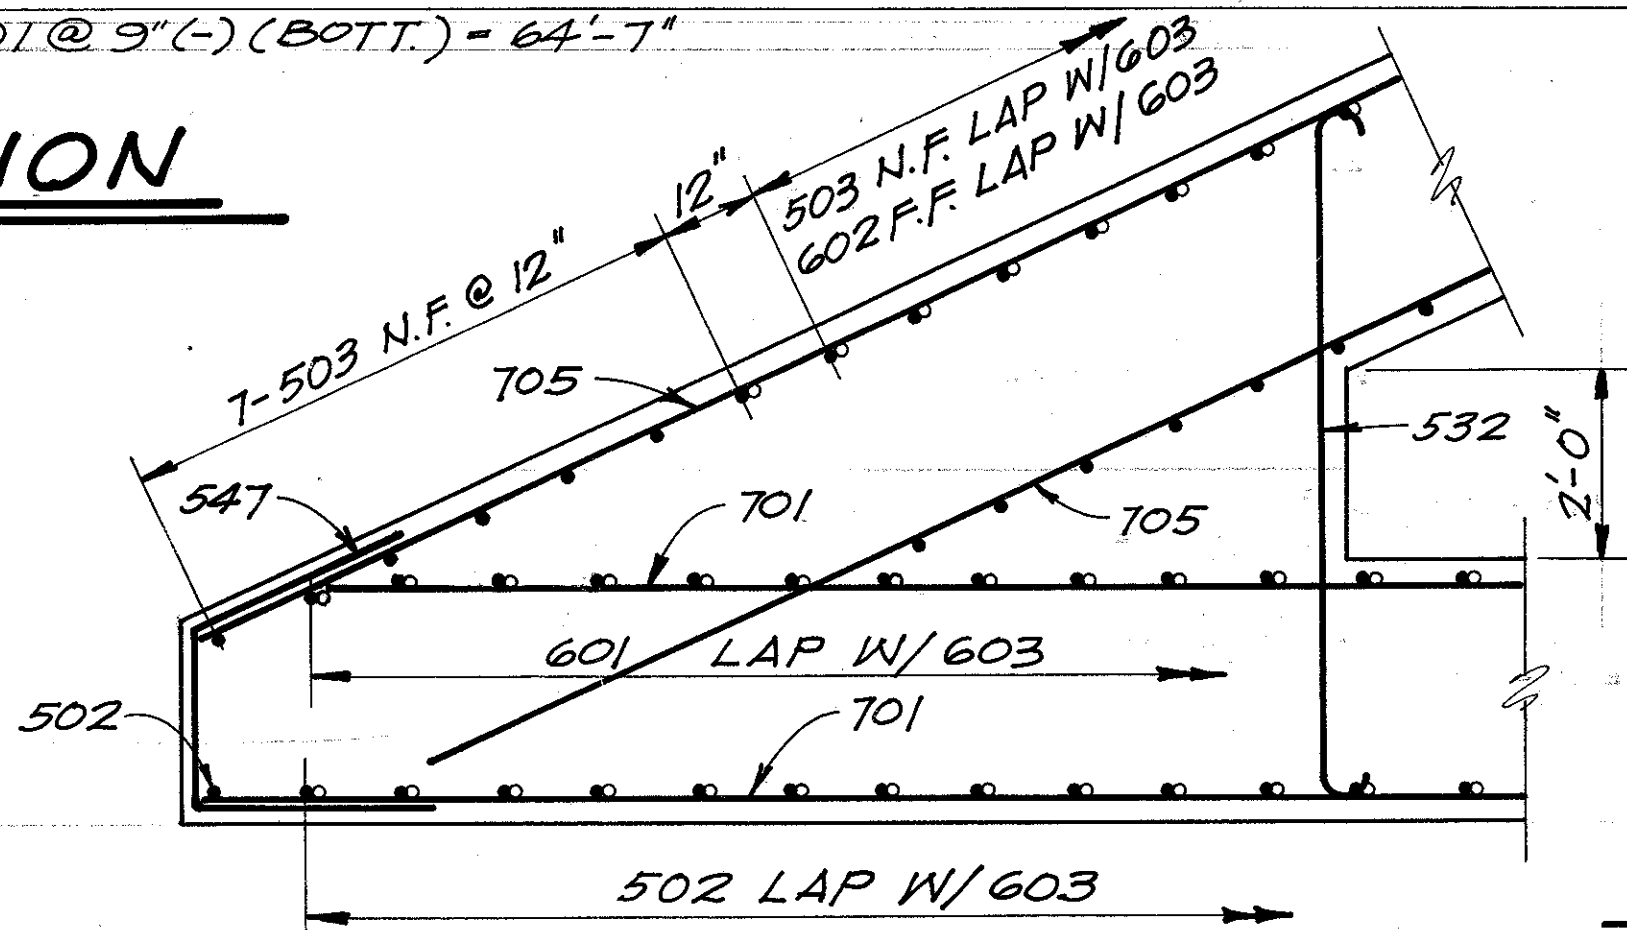 01 @ 9"(-) (BOTT.) = 64'-7"
ION
7-503 N.F. @ 12"
12"
503 N.F. LAP W/603
602 F.F. LAP W/603
705
547
701
705
532
2'-0"
601 LAP W/603
502
701
502 LAP W/603